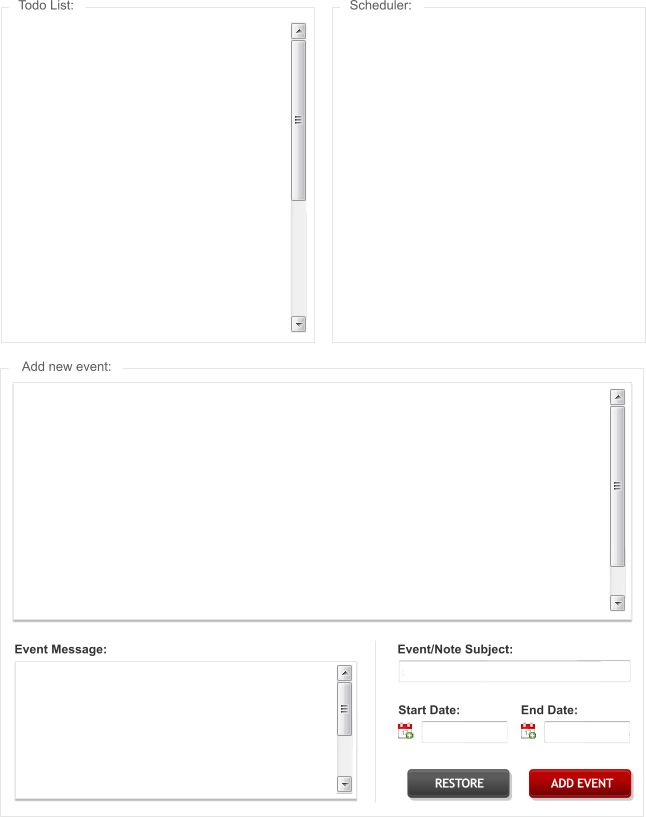 Todo List:
Scheduler:
Add new event:
Event Message:
Event/Note Subject:
Start Date:
End Date:
RESTORE
ADD EVENT